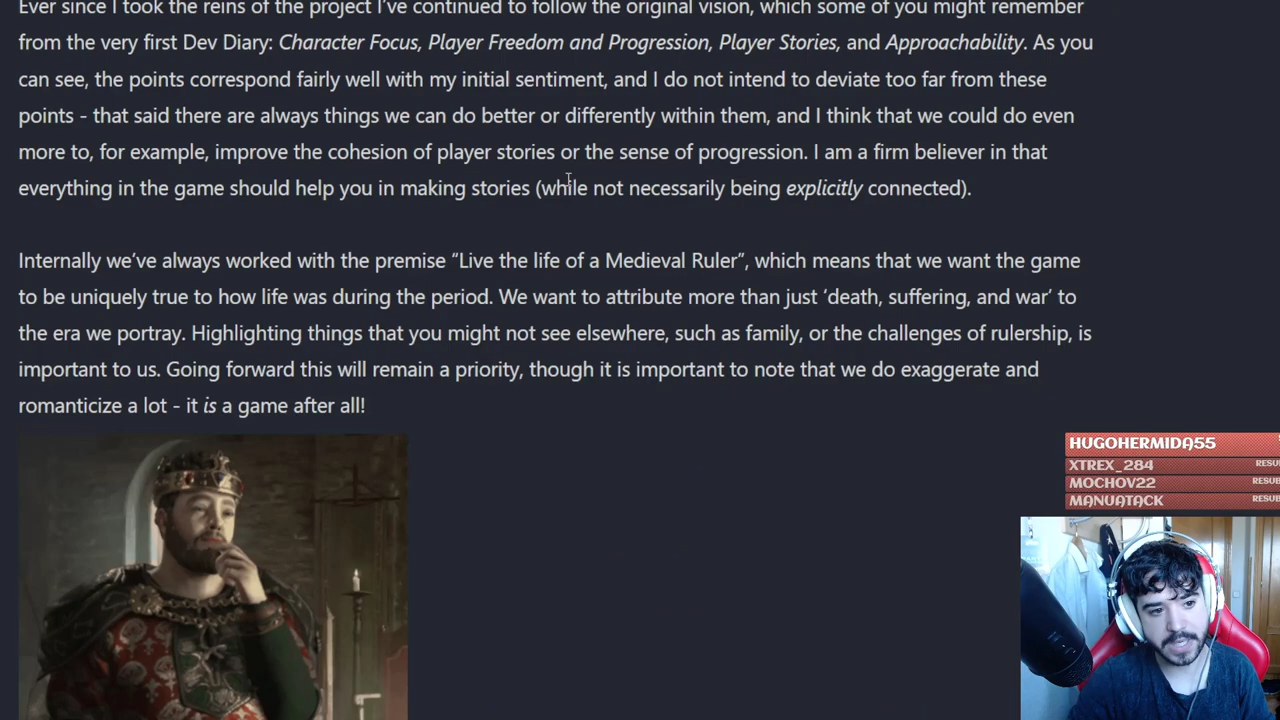 Ever since I took the reins of the project I've continued to follow the original vision, which some of you might remember
from the very first Dev Diary: Character Focus, Player Freedom and Progression, Player Stories, and Approachability. As you
can see, the points correspond fairly well with my initial sentiment, and I do not intend to deviate too far from these
points - that said there are always things we can do better or differently within them, and I think that we could do even
more to, for example, improve the cohesion of player stories or the sense of progression. I am a firm believer in that
everything in the game should help you in making stories (while not necessarily being explicitly connected).
Internally we've always worked with the premise “Live the life of a Medieval Ruler”, which means that we want the game
to be uniquely true to how life was during the period. We want to attribute more than just ‘death, suffering, and war’ to
the era we portray. Highlighting things that you might not see elsewhere, such as family, or the challenges of rulership, is
important to us. Going forward this will remain a priority, though it is important to note that we do exaggerate and
romanticize a lot - it is a game after all!
HUGOHERMIDA55
XTREX_284 RESU
MOCHOV22 RESU
MANUATACK RESU